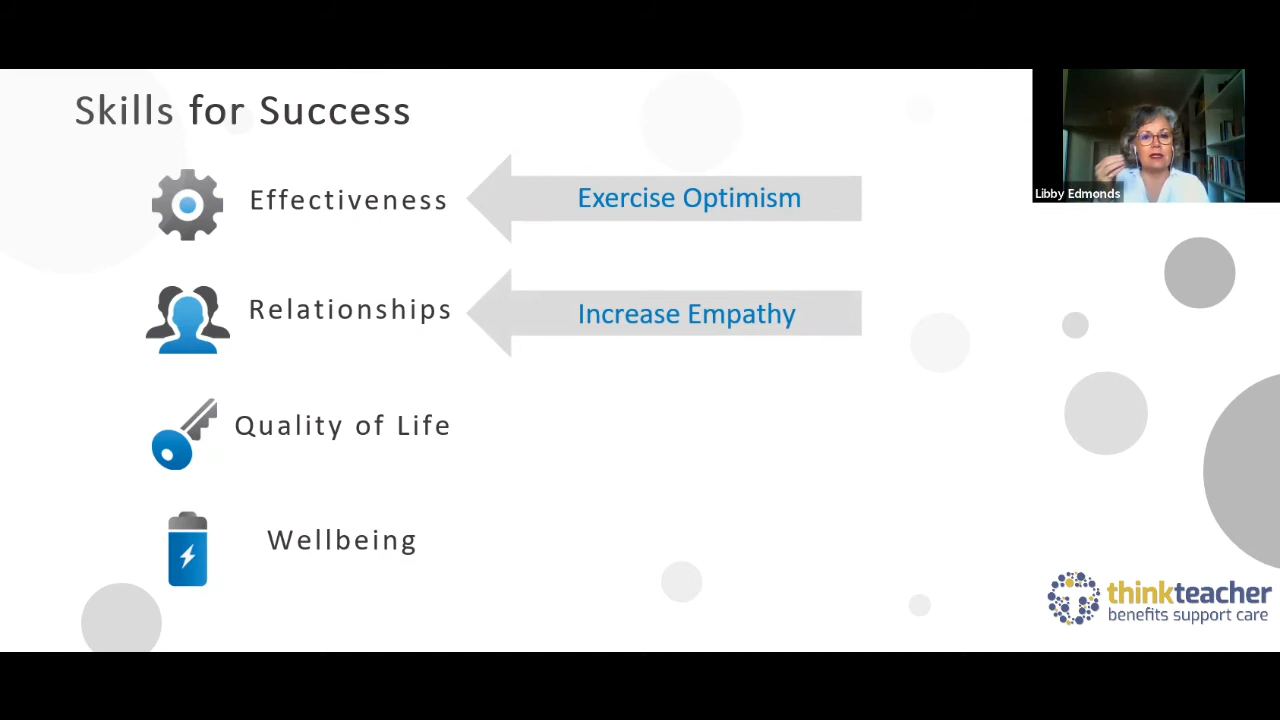 Skills for Success
Libby Edmonds
Effectiveness
Exercise Optimism
Relationships
Increase Empathy
Quality of Life
Wellbeing
thinkteacher
benefits support care